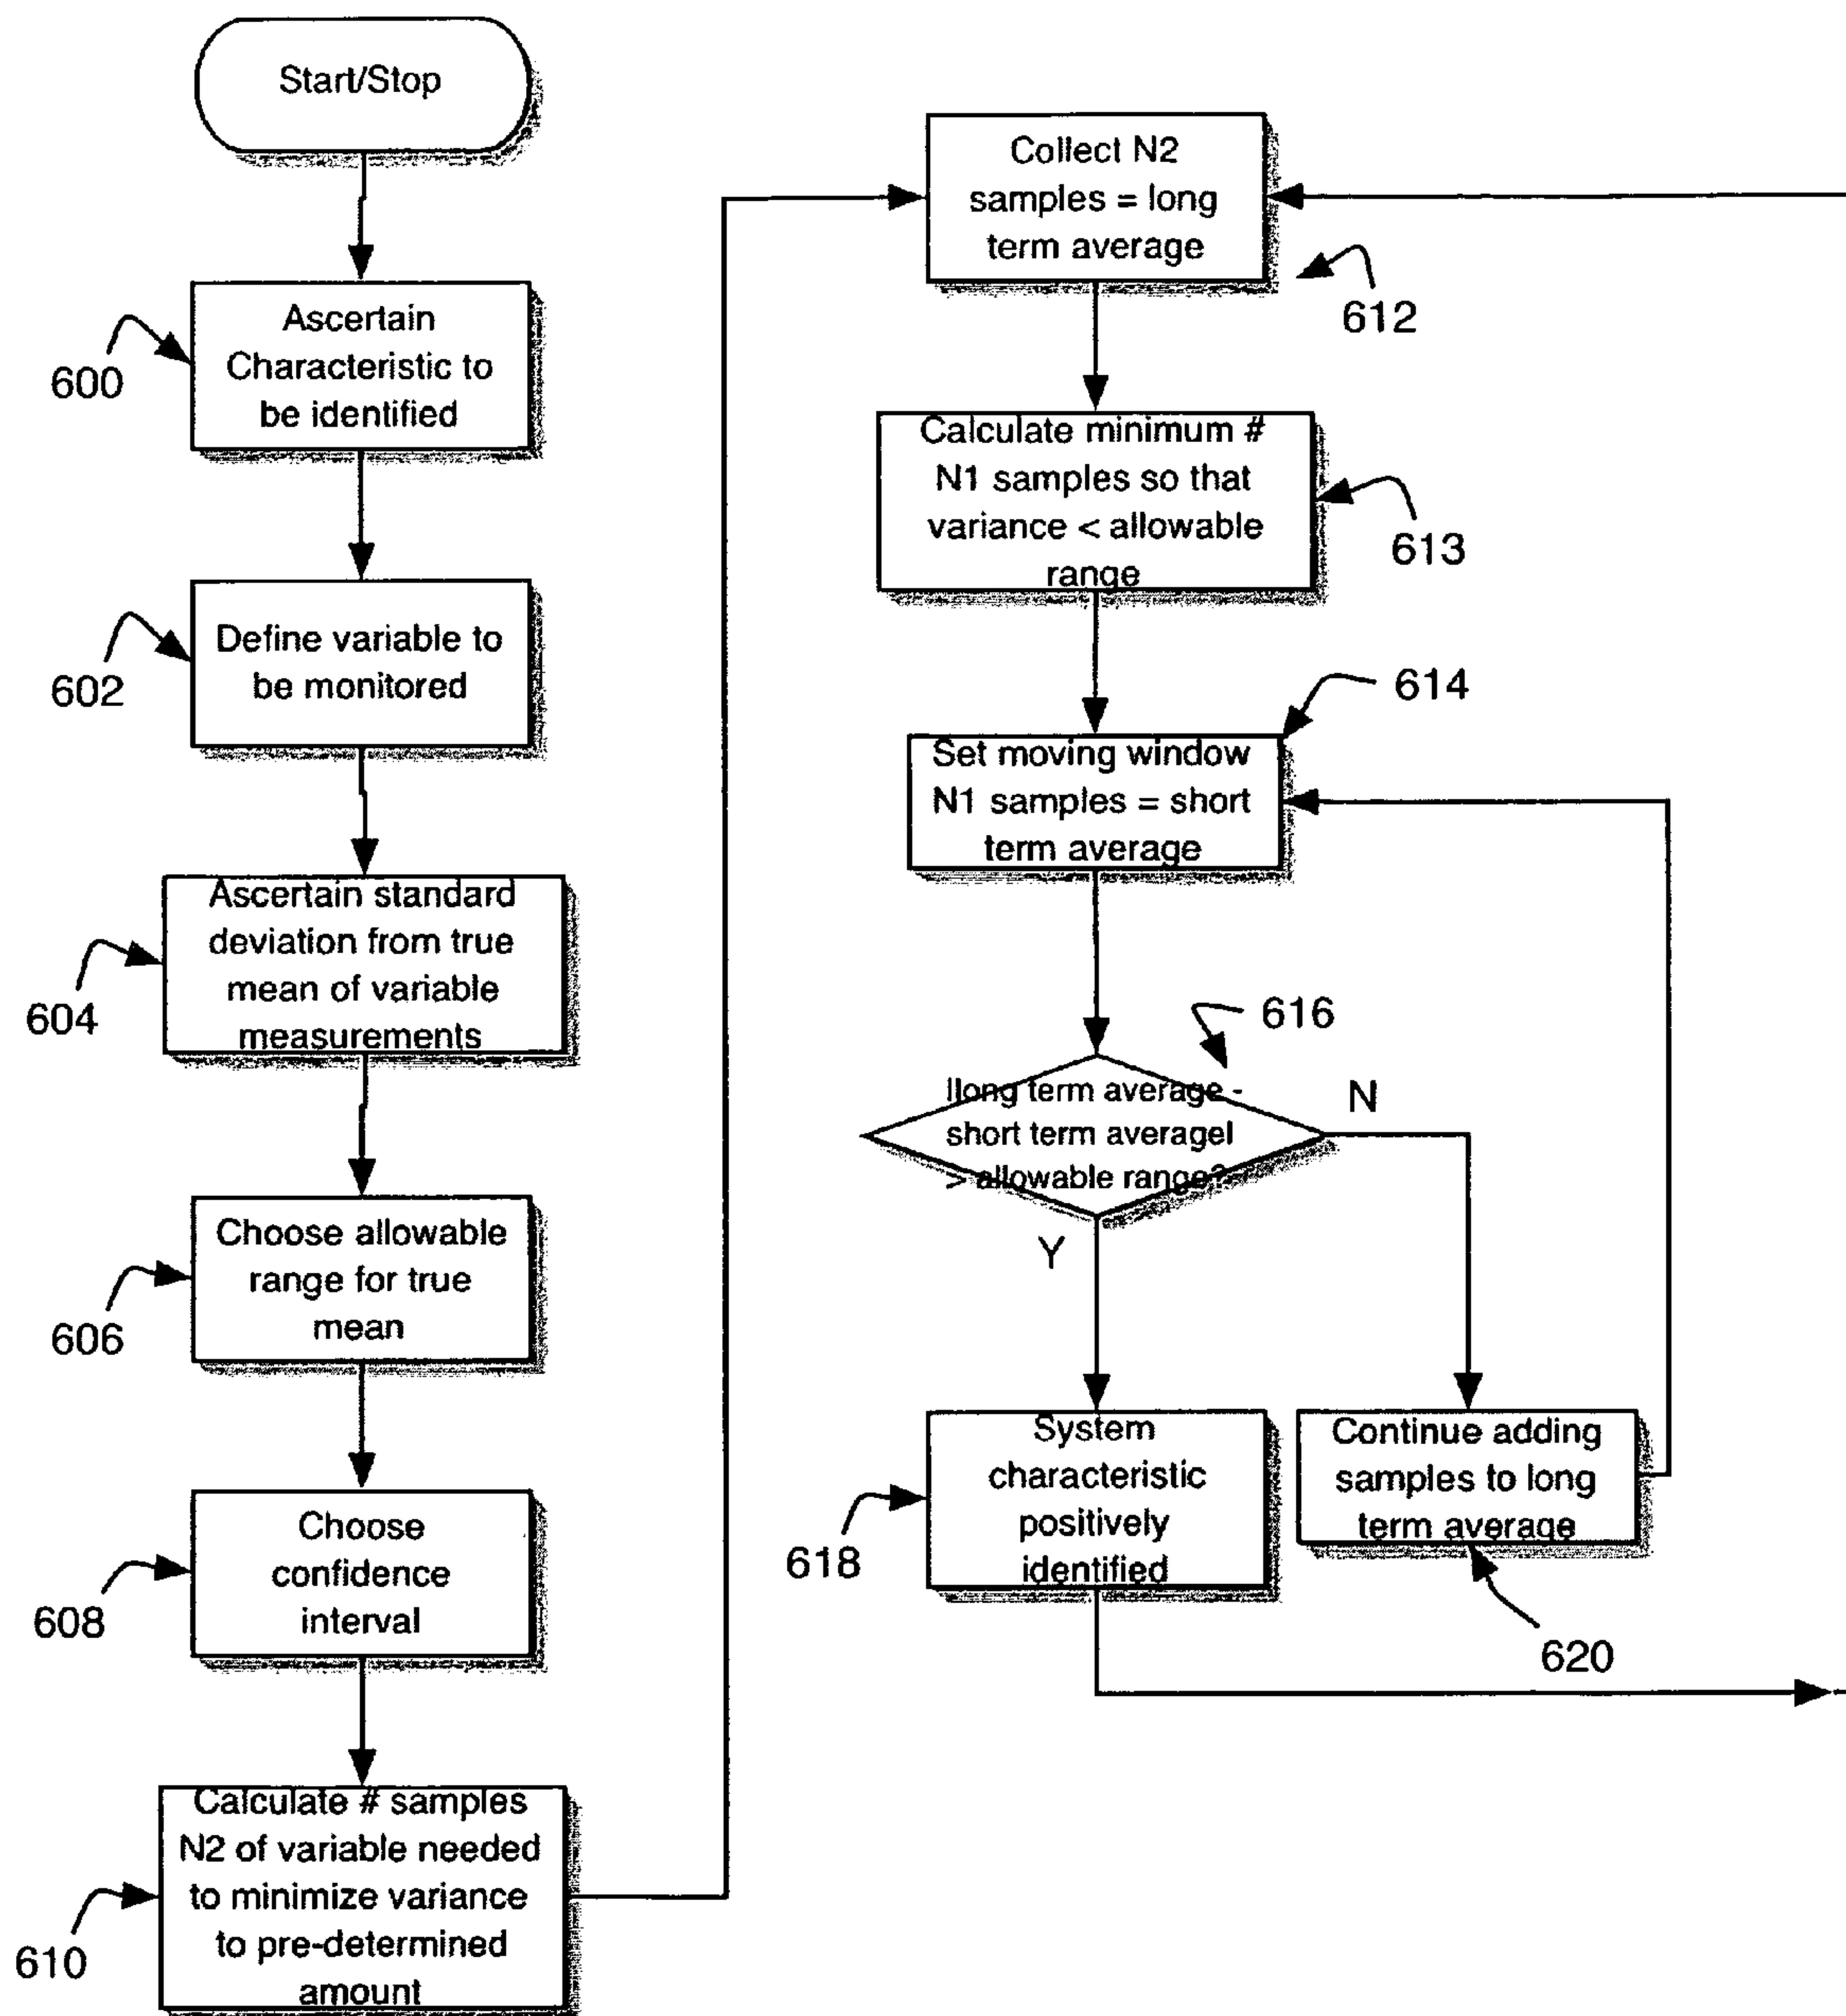 Start/Stop
Ascertain
Characteristic to
be identified
600
Define variable to
be monitored
602
Ascertain standard
deviation from true
mean of variable
measurements
604
Choose allowable
range for true
mean
606
Choose
confidence
interval
608
Calculate # samples
N2 of variable needed
to minimize variance
to pre-determined
amount
610
Collect N2
samples = long
term average
612
Calculate minimum #
N1 samples so that
variance < allowable
range
613
Set moving window
N1 samples = short
term average
614
|long term average -
short term average|
> allowable range?
616
N
Y
System
characteristic
positively
identified
618
Continue adding
samples to long
term average
620